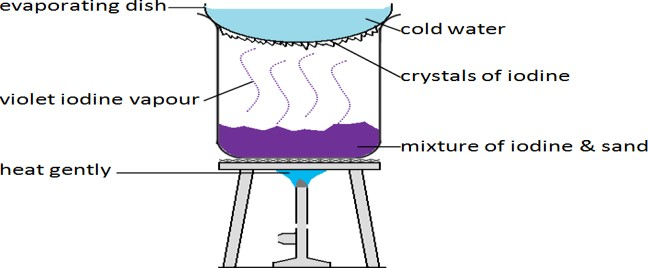 evaporating dish
cold water
crystals of iodine
violet iodine vapour
mixture of iodine & sand
heat gently